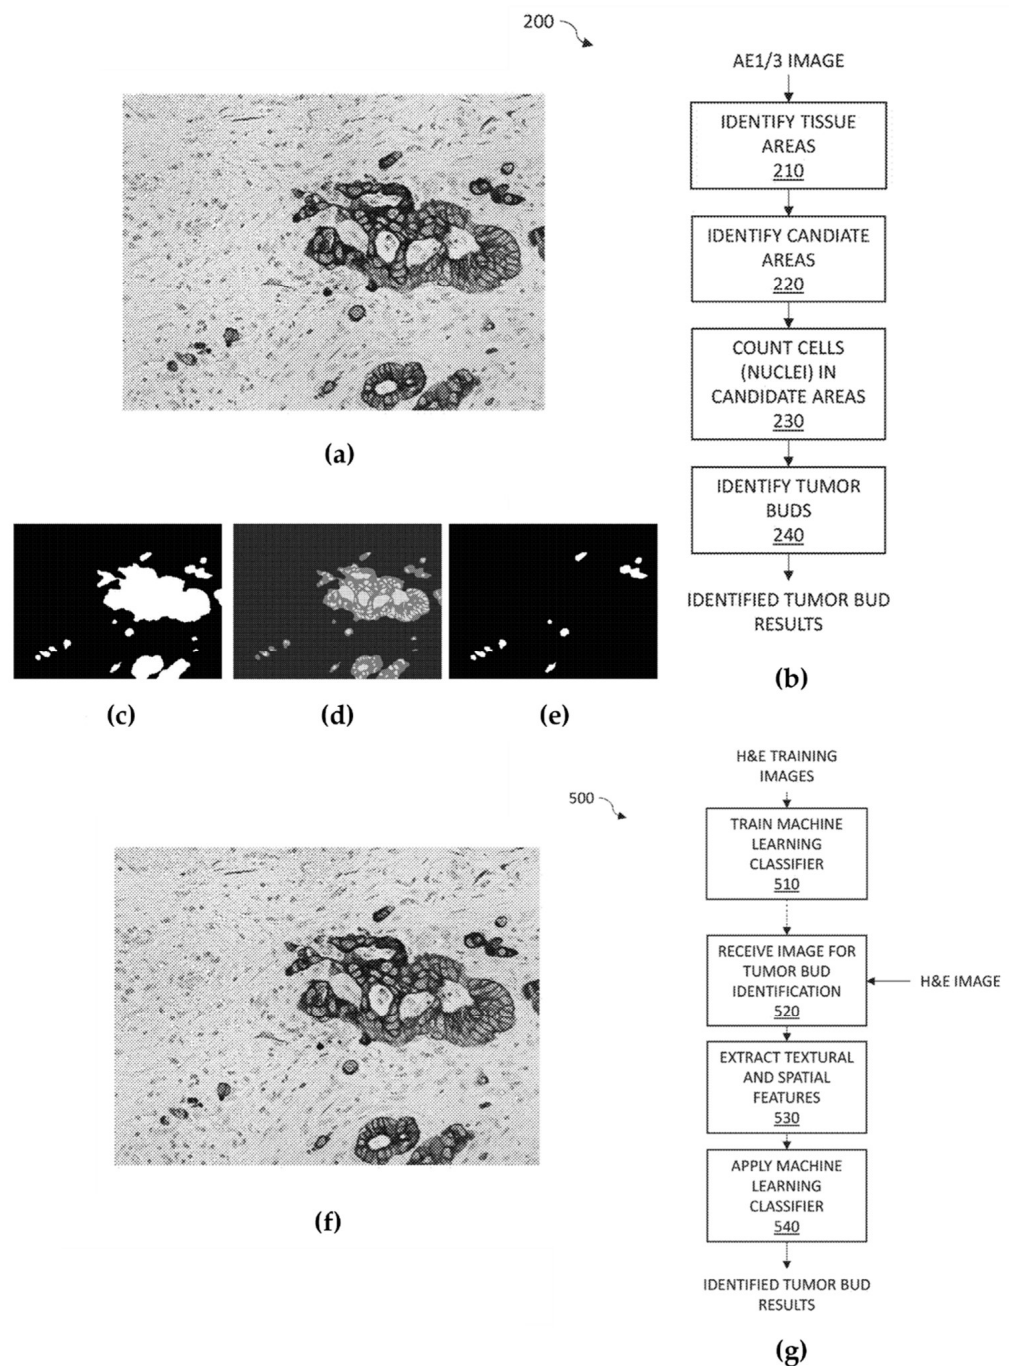 200
AE1/3 IMAGE
IDENTIFY TISSUE
AREAS
210
IDENTIFY CANDIATE
AREAS
220
COUNT CELLS
(NUCLEI) IN
CANDIDATE AREAS
230
IDENTIFY TUMOR
BUDS
240
IDENTIFIED TUMOR BUD
RESULTS
(a)
(b)
(c)
(d)
(e)
500
H&E TRAINING
IMAGES
TRAIN MACHINE
LEARNING
CLASSIFIER
510
RECEIVE IMAGE FOR
TUMOR BUD
IDENTIFICATION
520
H&E IMAGE
EXTRACT TEXTURAL
AND SPATIAL
FEATURES
530
APPLY MACHINE
LEARNING
CLASSIFIER
540
IDENTIFIED TUMOR BUD
RESULTS
(f)
(g)